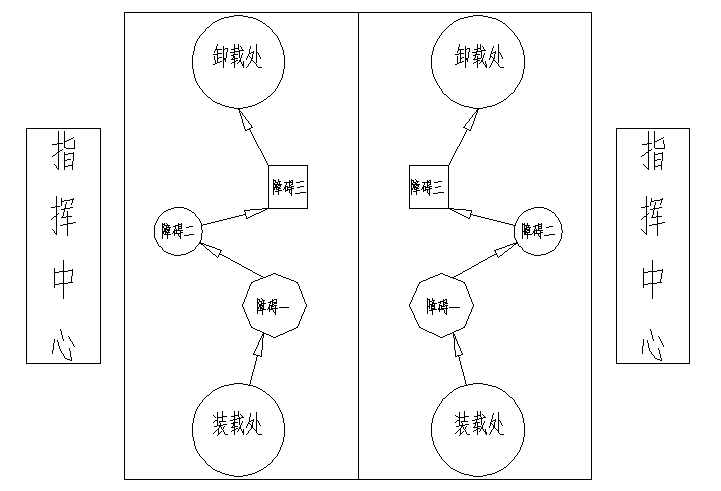 卸载处
卸载处
指挥中心
障碍三
障碍三
指挥中心
障碍二
障碍二
障碍一
障碍一
装载处
装载处